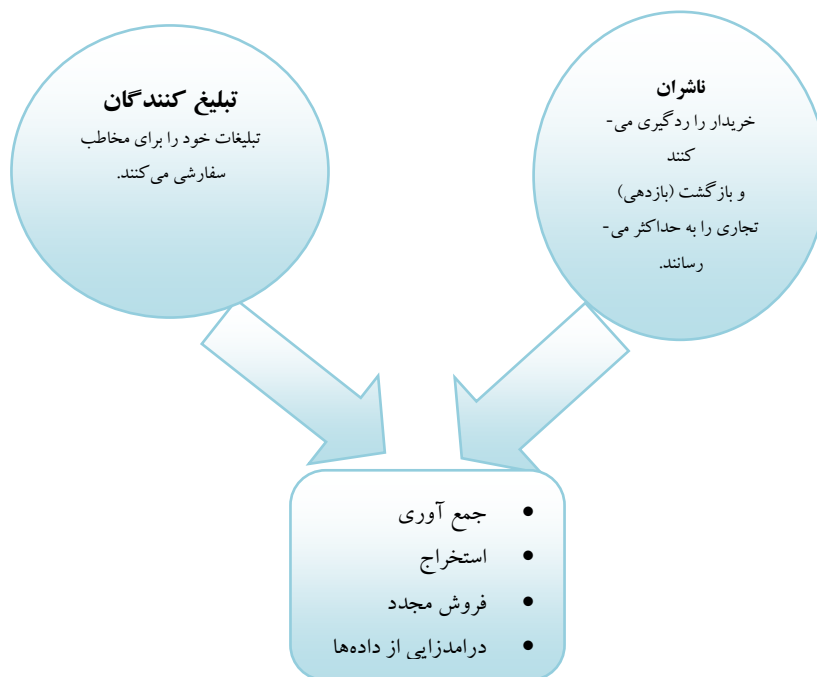 ناشران
خریدار را ردگیری می-
کنند
و بازگشت (بازدهی)
تجاری را به حداکثر می-
رسانند.
تبلیغ کنندگان
تبلیغات خود را برای مخاطب
سفارشی می‌کنند.
• جمع آوری
• استخراج
• فروش مجدد
• درامدزایی از داده‌ها